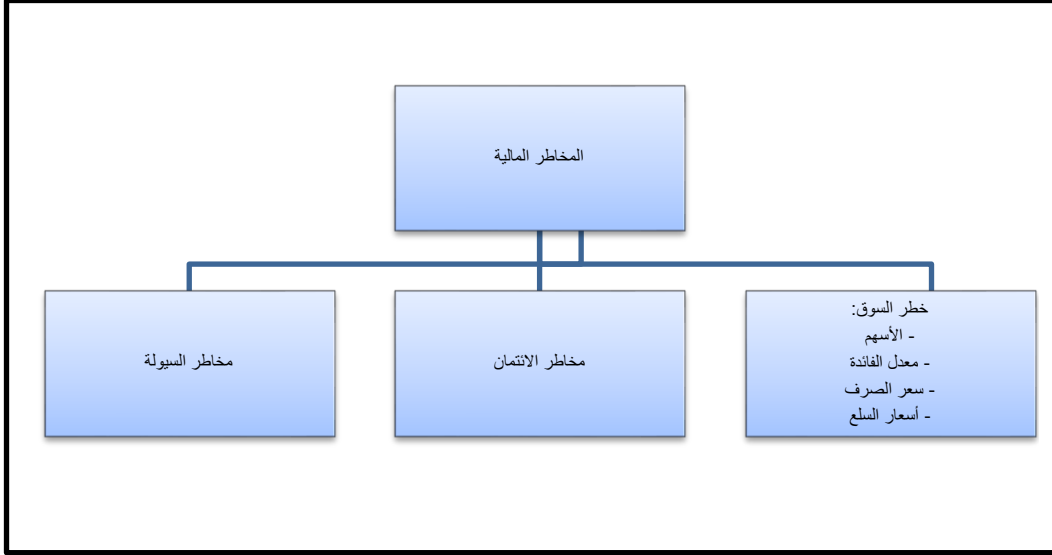 المخاطر المالية
خطر السوق:
- الأسهم
- معدل الفائدة
- سعر الصرف
- أسعار السلع
مخاطر الائتمان
مخاطر السيولة